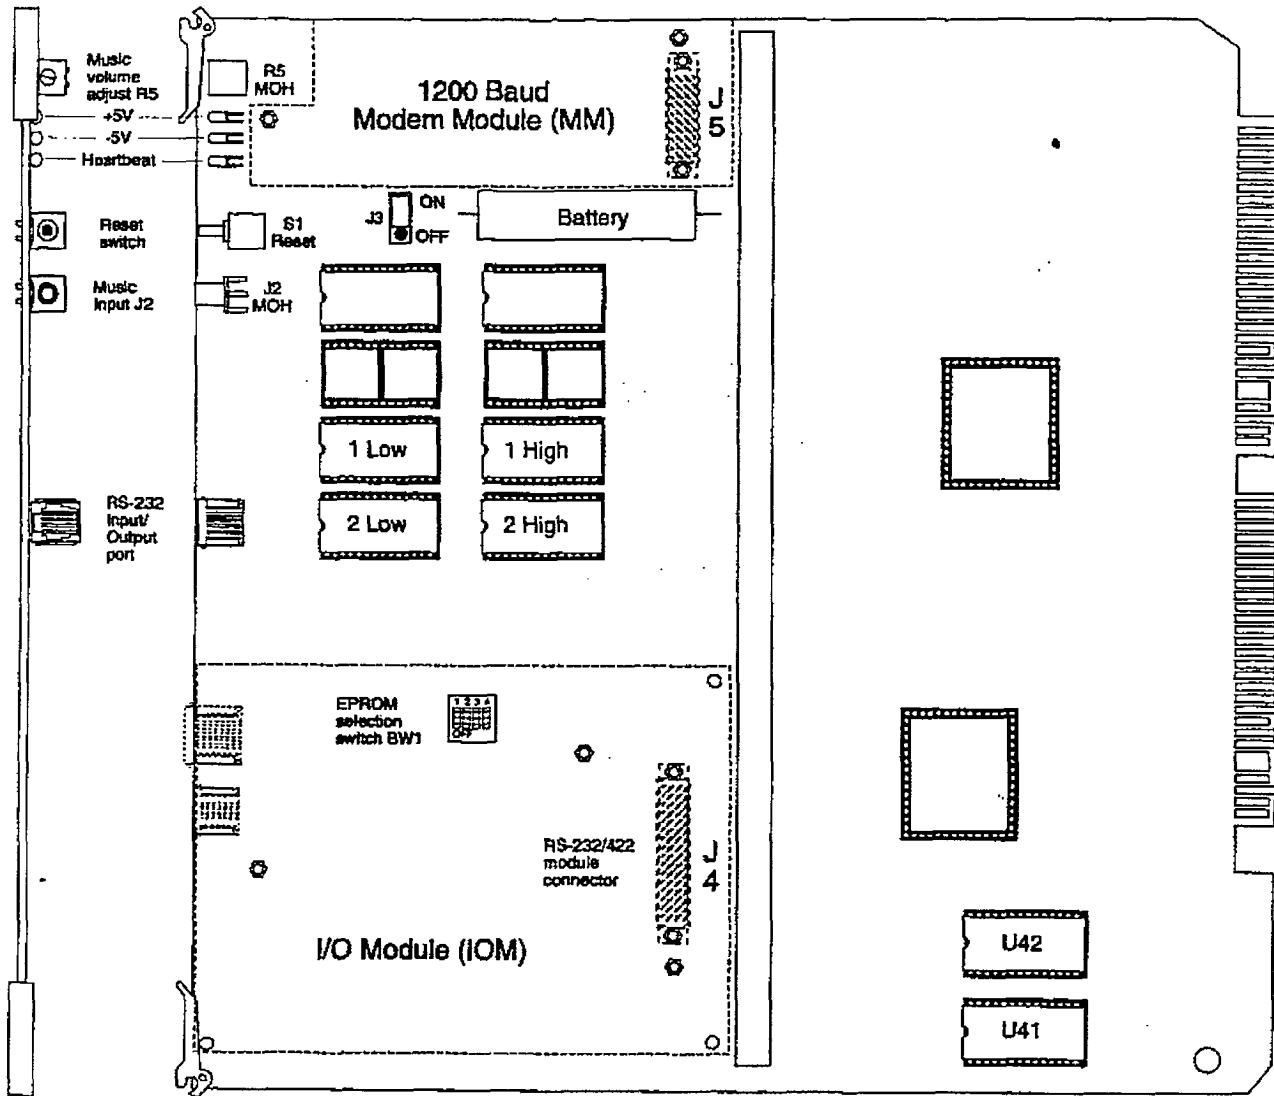 Music
volume
adjust R5
+5V
-5V
Heartbeat
R5
MOH
1200 Baud
Modem Module (MM)
J
5
Reset
switch
S1
Reset
J3
ON
OFF
Battery
Music
Input J2
J2
MOH
1 Low
1 High
2 Low
2 High
RS-232
Input/
Output
port
EPROM
selection
switch BW1
1 2 3 4
OFF
RS-232/422
module
connector
J
4
I/O Module (IOM)
U42
U41